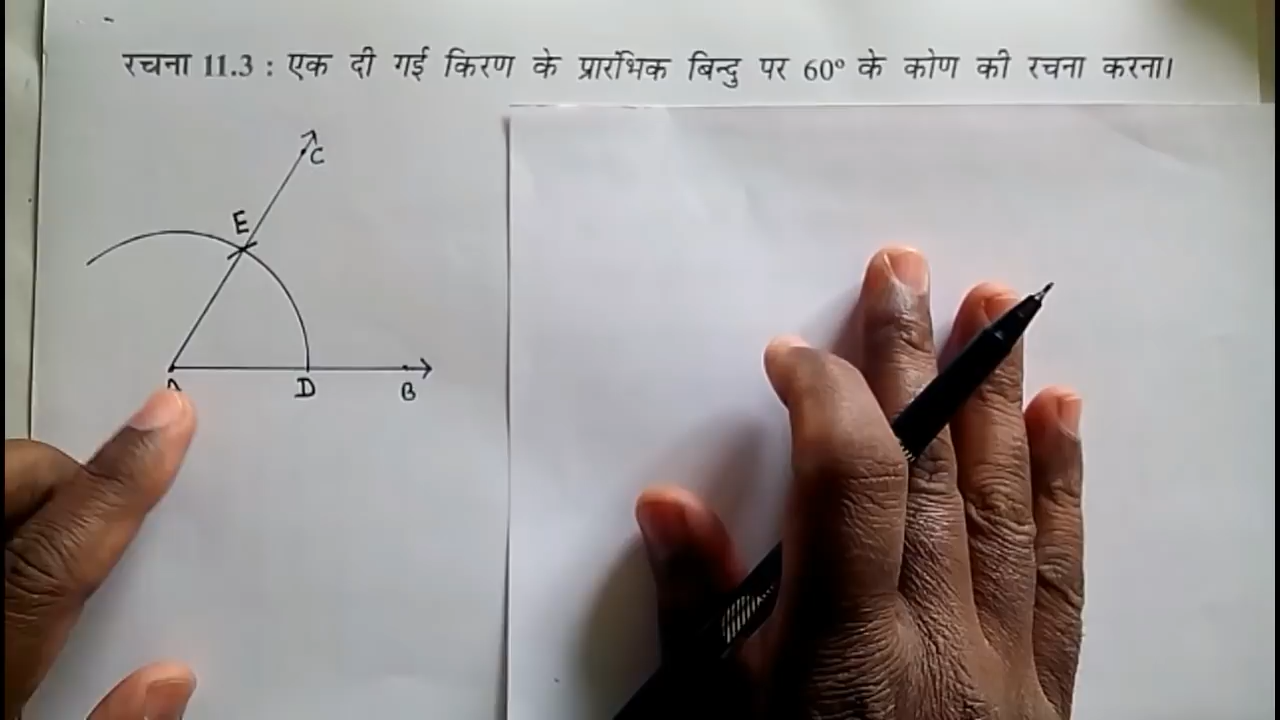 रचना 11.3 : एक दी गई किरण के प्रारंभिक बिन्दु पर 60° के कोण की रचना करना।
C
E
D B